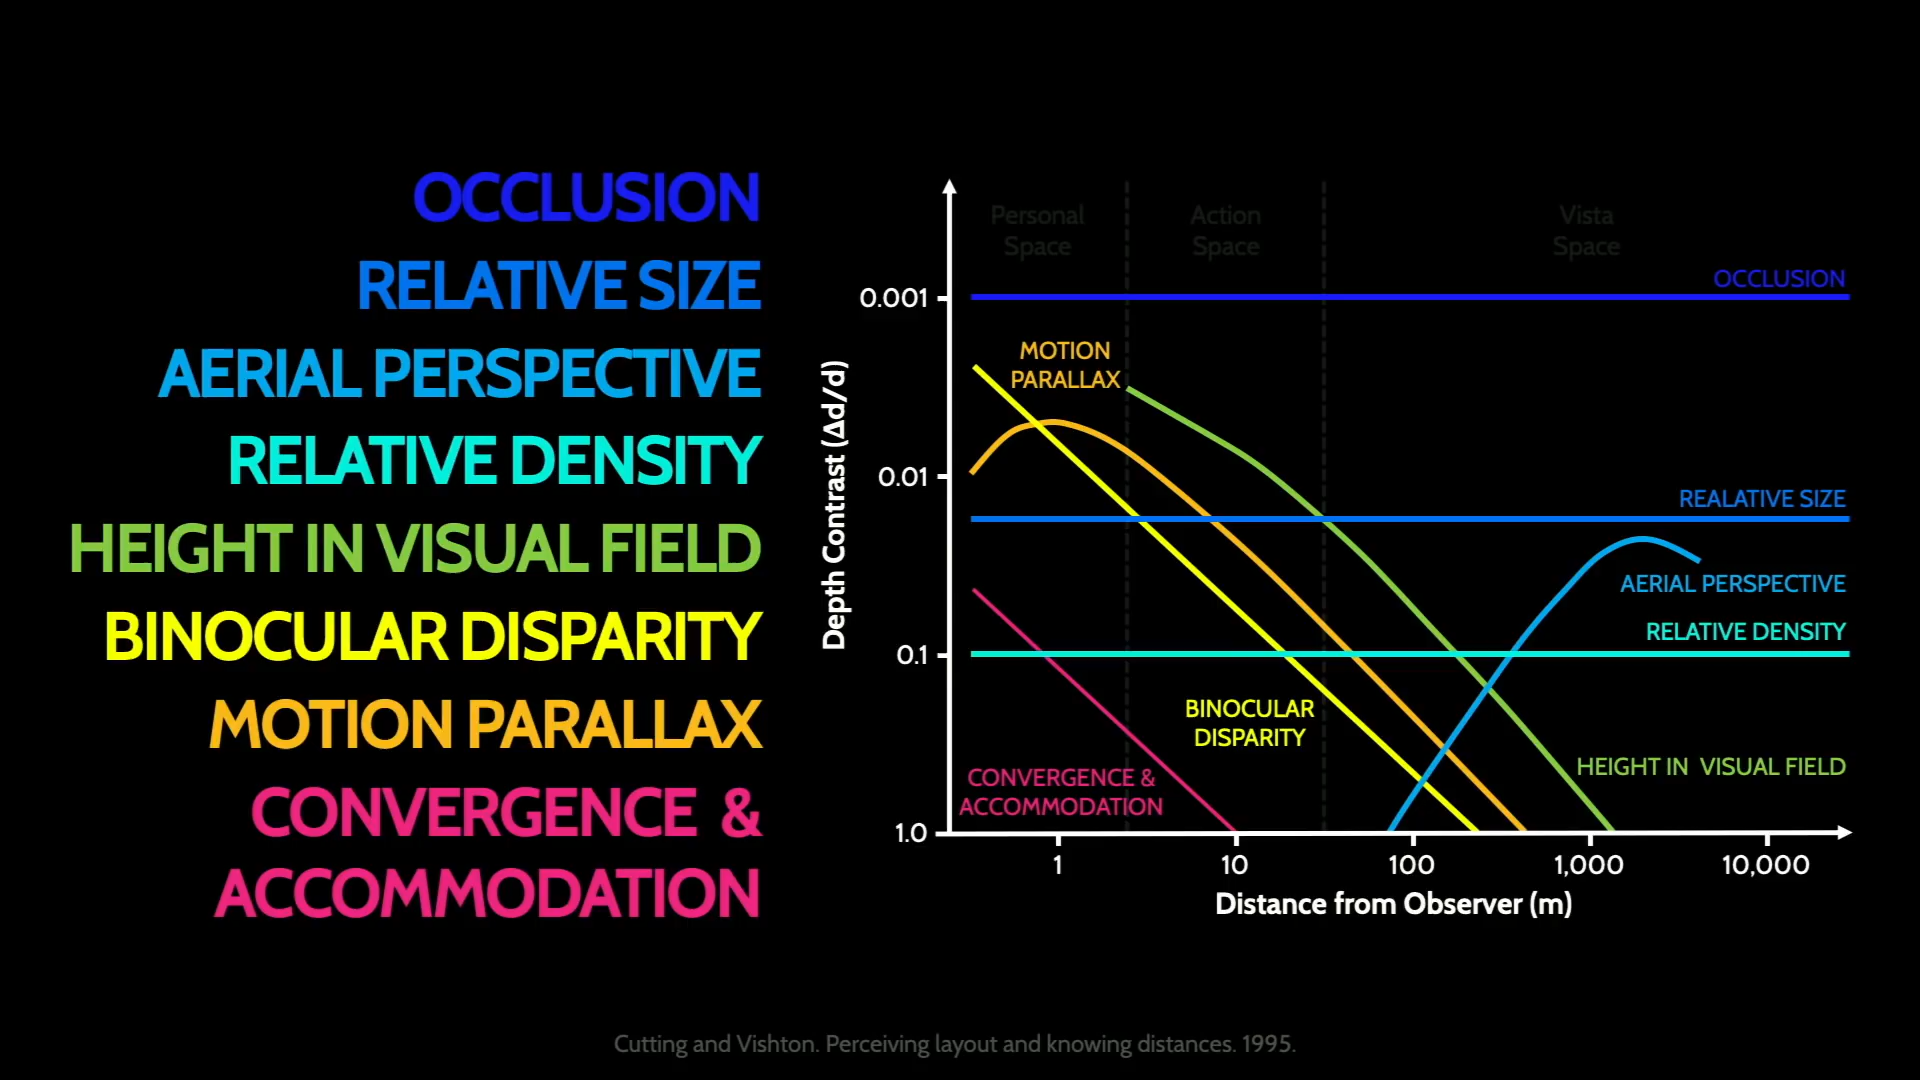 OCCLUSION
RELATIVE SIZE
AERIAL PERSPECTIVE
RELATIVE DENSITY
HEIGHT IN VISUAL FIELD
BINOCULAR DISPARITY
MOTION PARALLAX
CONVERGENCE &
ACCOMMODATION
Personal
Space
Action
Space
Vista
Space
OCCLUSION
0.001
MOTION
PARALLAX
Depth Contrast (Δd/d)
0.01
REALATIVE SIZE
AERIAL PERSPECTIVE
RELATIVE DENSITY
0.1
BINOCULAR
DISPARITY
HEIGHT IN VISUAL FIELD
CONVERGENCE &
ACCOMMODATION
1.0
1
10
100
1,000
10,000
Distance from Observer (m)
Cutting and Vishton. Perceiving layout and knowing distances. 1995.